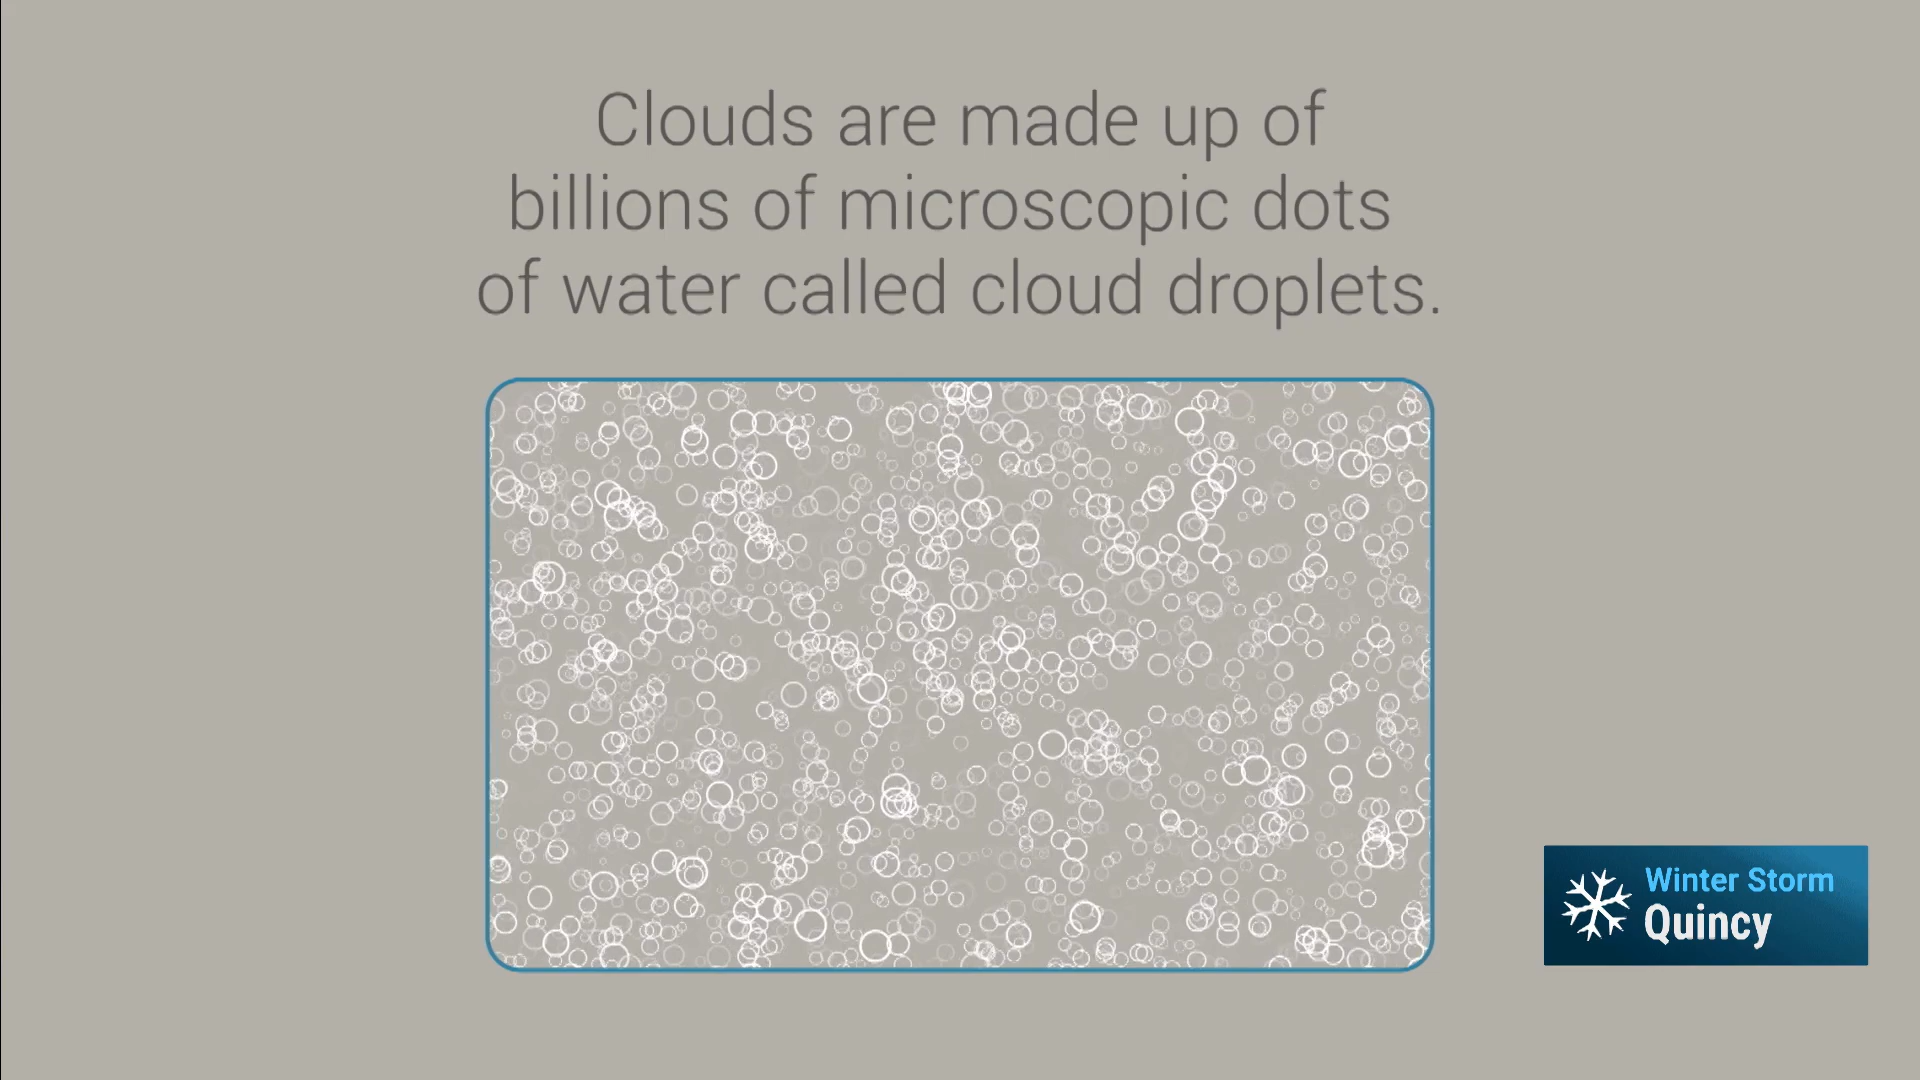 Clouds are made up of
billions of microscopic dots
of water called cloud droplets.
Winter Storm
Quincy